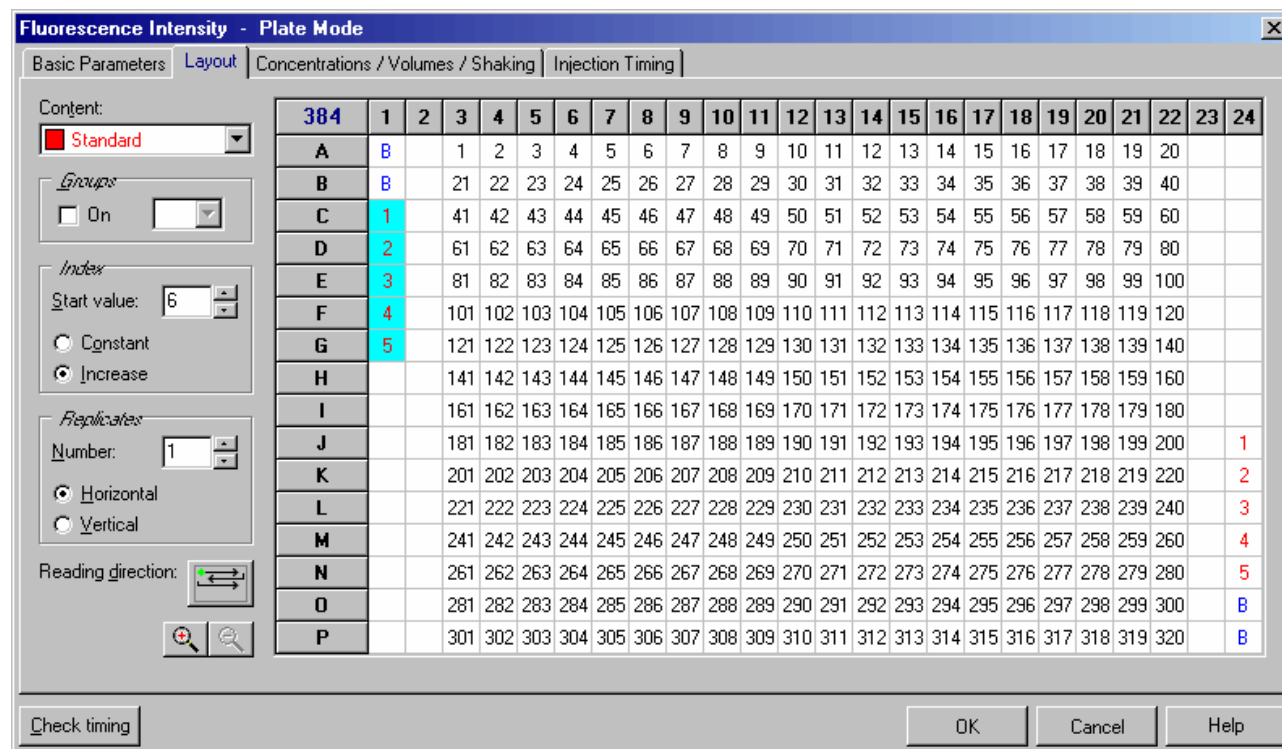 Fluorescence Intensity - Plate Mode
Basic Parameters Layout Concentrations / Volumes / Shaking Injection Timing
Content:
Standard
Groups
On
Index
Start value: 6
Constant
Increase
Replicates
Number: 1
Horizontal
Vertical
Reading direction:
384 1 2 3 4 5 6 7 8 9 10 11 12 13 14 15 16 17 18 19 20 21 22 23 24
A B 1 2 3 4 5 6 7 8 9 10 11 12 13 14 15 16 17 18 19 20
B B 21 22 23 24 25 26 27 28 29 30 31 32 33 34 35 36 37 38 39 40
C 1 41 42 43 44 45 46 47 48 49 50 51 52 53 54 55 56 57 58 59 60
D 2 61 62 63 64 65 66 67 68 69 70 71 72 73 74 75 76 77 78 79 80
E 3 81 82 83 84 85 86 87 88 89 90 91 92 93 94 95 96 97 98 99 100
F 4 101 102 103 104 105 106 107 108 109 110 111 112 113 114 115 116 117 118 119 120
G 5 121 122 123 124 125 126 127 128 129 130 131 132 133 134 135 136 137 138 139 140
H 141 142 143 144 145 146 147 148 149 150 151 152 153 154 155 156 157 158 159 160
I 161 162 163 164 165 166 167 168 169 170 171 172 173 174 175 176 177 178 179 180
J 181 182 183 184 185 186 187 188 189 190 191 192 193 194 195 196 197 198 199 200 1
K 201 202 203 204 205 206 207 208 209 210 211 212 213 214 215 216 217 218 219 220 2
L 221 222 223 224 225 226 227 228 229 230 231 232 233 234 235 236 237 238 239 240 3
M 241 242 243 244 245 246 247 248 249 250 251 252 253 254 255 256 257 258 259 260 4
N 261 262 263 264 265 266 267 268 269 270 271 272 273 274 275 276 277 278 279 280 5
O 281 282 283 284 285 286 287 288 289 290 291 292 293 294 295 296 297 298 299 300 B
P 301 302 303 304 305 306 307 308 309 310 311 312 313 314 315 316 317 318 319 320 B
Check timing OK Cancel Help